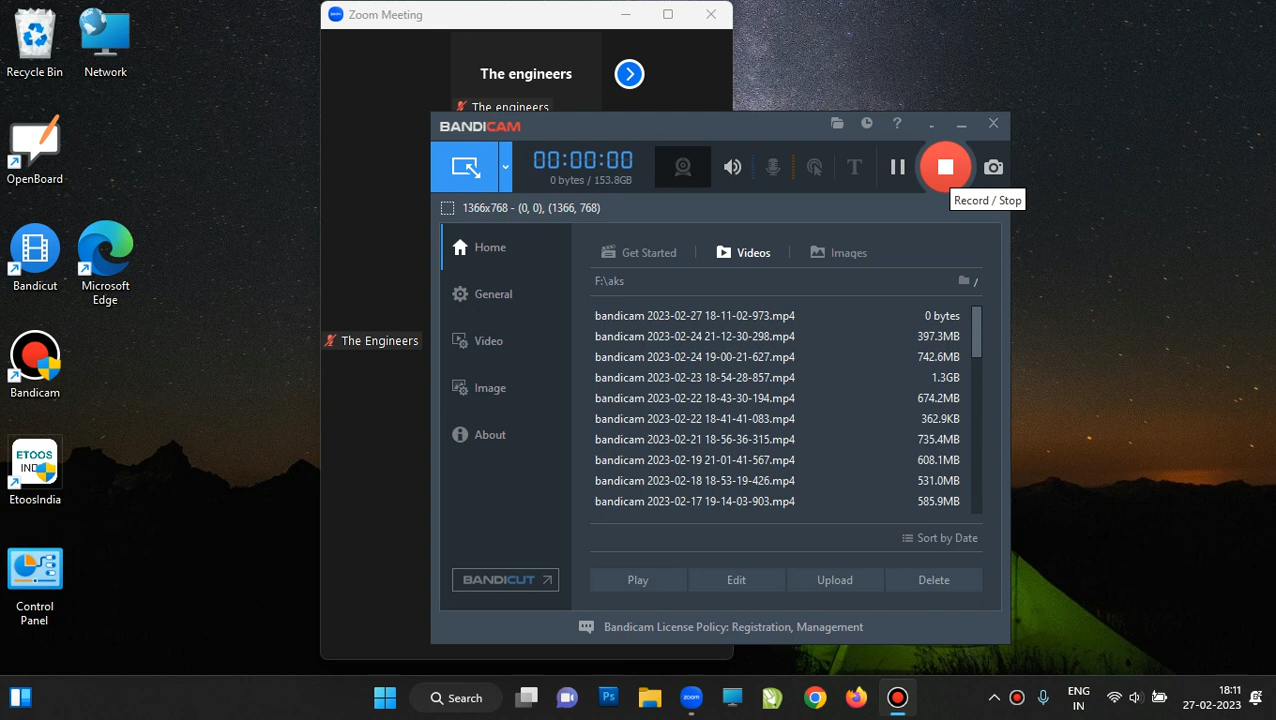 Recycle Bin
Network
OpenBoard
Bandicut
Microsoft
Edge
Bandicam
ETOOS
IND
EtoosIndia
Control
Panel
zoom
Zoom Meeting
The engineers
The engineers
The Engineers
BANDICAM
?
00:00:00
0 bytes / 153.8GB
T
Record / Stop
1366x768 - (0, 0), (1366, 768)
Home
General
Video
Image
About
BANDICUT
Get Started
Videos
Images
F:\aks
/
bandicam 2023-02-27 18-11-02-973.mp4 0 bytes
bandicam 2023-02-24 21-12-30-298.mp4 397.3MB
bandicam 2023-02-24 19-00-21-627.mp4 742.6MB
bandicam 2023-02-23 18-54-28-857.mp4 1.3GB
bandicam 2023-02-22 18-43-30-194.mp4 674.2MB
bandicam 2023-02-22 18-41-41-083.mp4 362.9KB
bandicam 2023-02-21 18-56-36-315.mp4 735.4MB
bandicam 2023-02-19 21-01-41-567.mp4 608.1MB
bandicam 2023-02-18 18-53-19-426.mp4 531.0MB
bandicam 2023-02-17 19-14-03-903.mp4 585.9MB
Sort by Date
Play
Edit
Upload
Delete
Bandicam License Policy: Registration, Management
Search
Ps
zoom
ENG
IN
18:11
27-02-2023